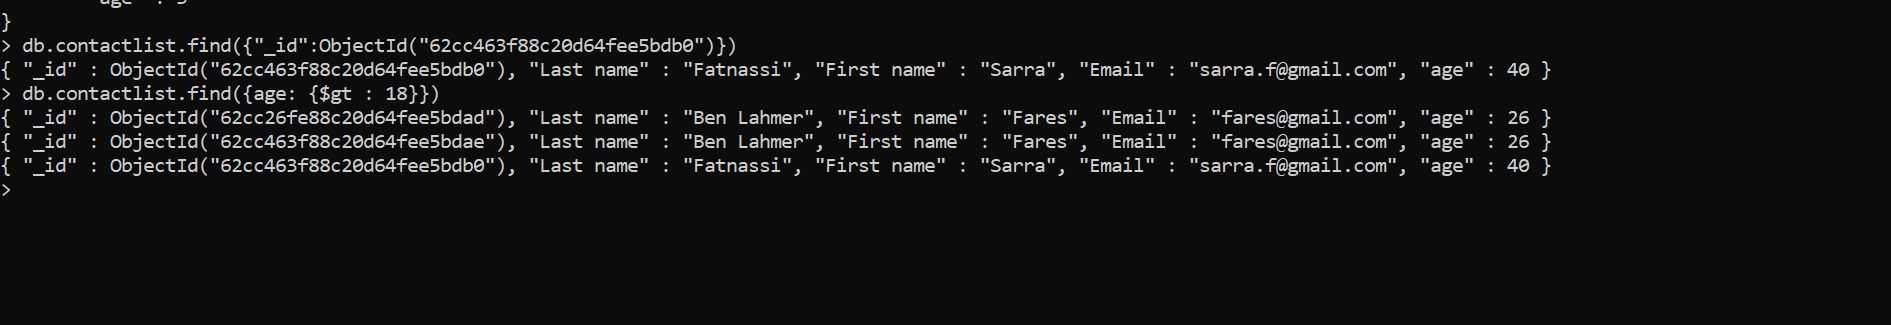 }
> db.contactlist.find({"_id":ObjectId("62cc463f88c20d64fee5bdb0")})
{ "_id" : ObjectId("62cc463f88c20d64fee5bdb0"), "Last name" : "Fatnassi", "First name" : "Sarra", "Email" : "sarra.f@gmail.com", "age" : 40 }
> db.contactlist.find({age: {$gt : 18}})
{ "_id" : ObjectId("62cc26fe88c20d64fee5bdad"), "Last name" : "Ben Lahmer", "First name" : "Fares", "Email" : "fares@gmail.com", "age" : 26 }
{ "_id" : ObjectId("62cc463f88c20d64fee5bdae"), "Last name" : "Ben Lahmer", "First name" : "Fares", "Email" : "fares@gmail.com", "age" : 26 }
{ "_id" : ObjectId("62cc463f88c20d64fee5bdb0"), "Last name" : "Fatnassi", "First name" : "Sarra", "Email" : "sarra.f@gmail.com", "age" : 40 }
>